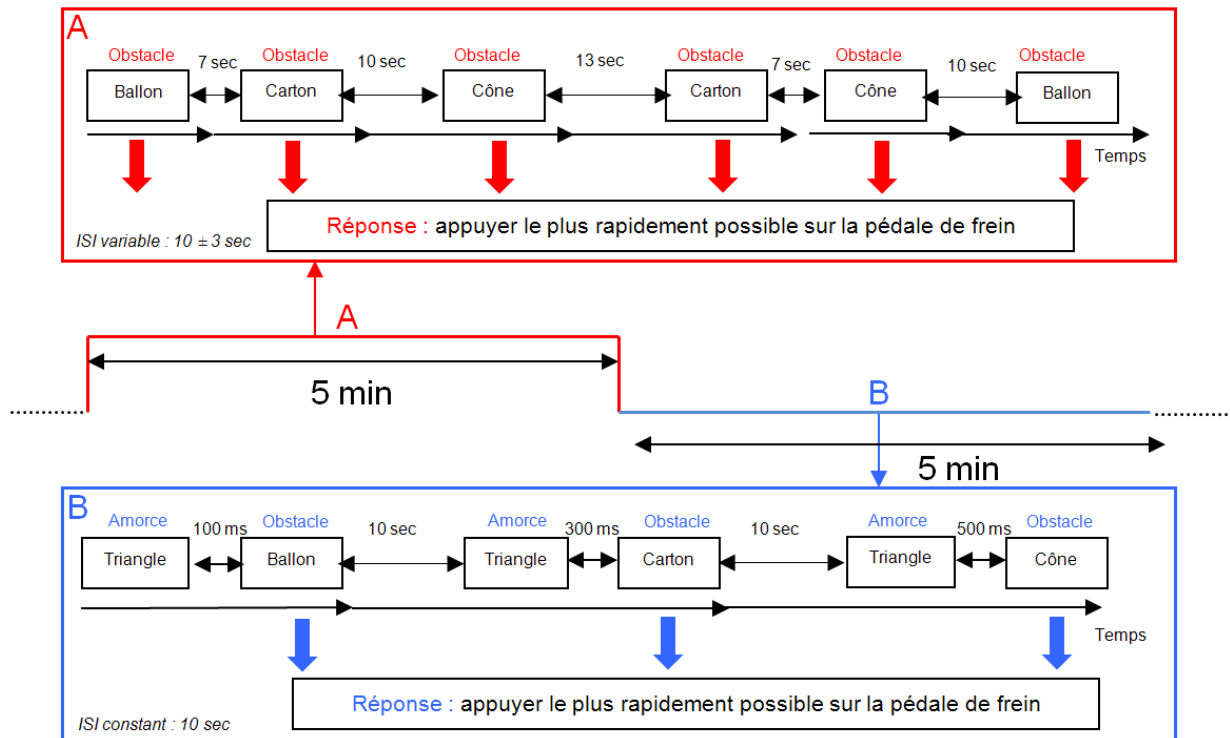 A
Obstacle 7 sec Obstacle 10 sec Obstacle 13 sec Obstacle 7 sec Obstacle 10 sec Obstacle
Ballon Carton Cône Carton Cône Ballon
Temps
Réponse : appuyer le plus rapidement possible sur la pédale de frein
ISI variable : 10 ± 3 sec
A
5 min
B
5 min
B
Amorce 100 ms Obstacle 10 sec Amorce 300 ms Obstacle 10 sec Amorce 500 ms Obstacle
Triangle Ballon Triangle Carton Triangle Cône
Temps
Réponse : appuyer le plus rapidement possible sur la pédale de frein
ISI constant : 10 sec